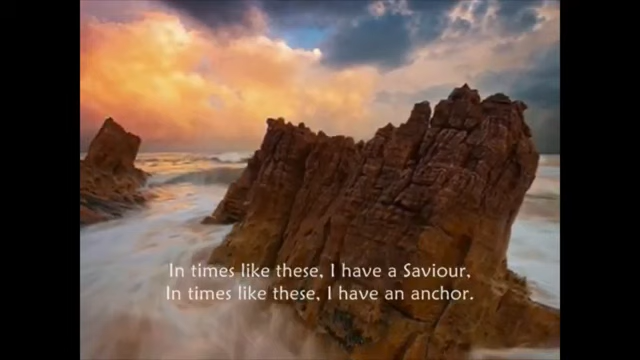 In times like these, I have a Saviour,
In times like these, I have an anchor.